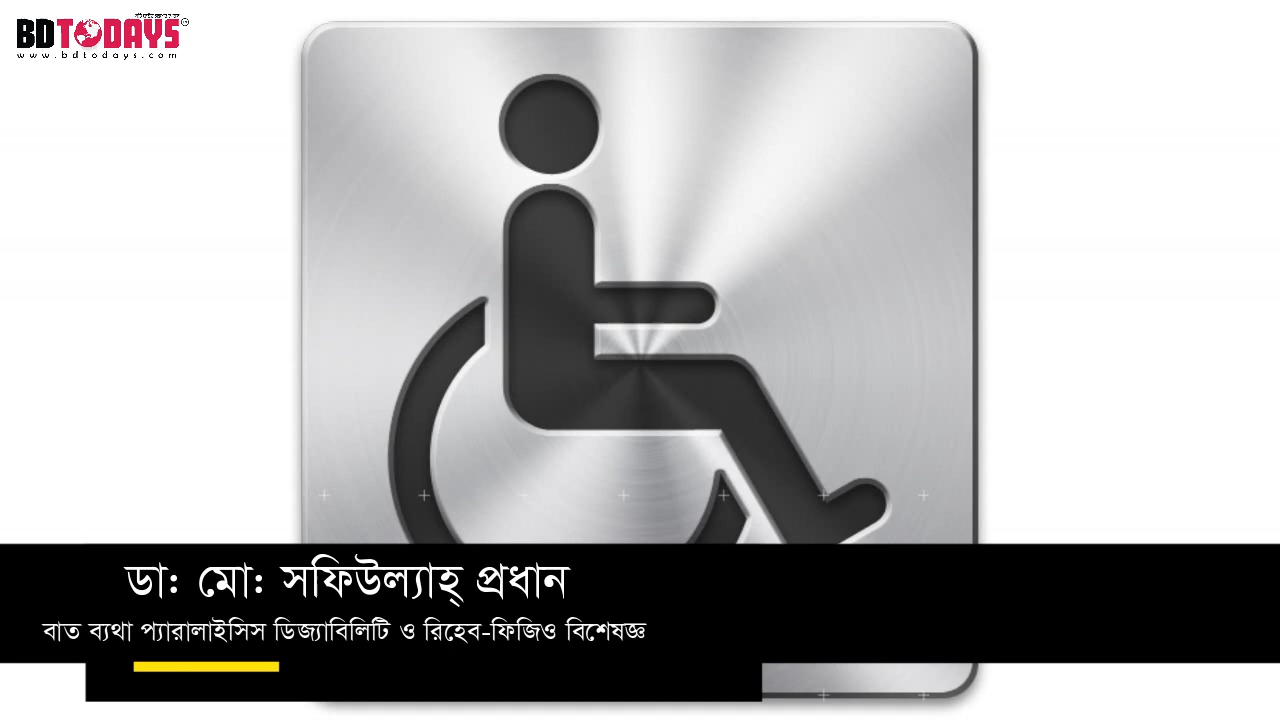 BDTODAYS
www.bdtodays.com
ডা: মো: সফিউল্যাহ্ প্রধান
বাত ব্যথা প্যারালাইসিস ডিজ্যাবিলিটি ও রিহেব-ফিজিও বিশেষজ্ঞ